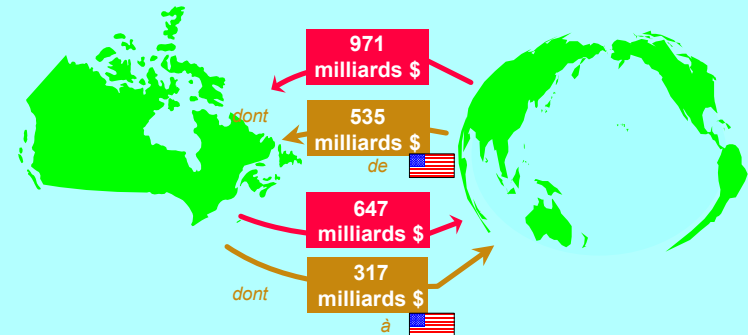 971
milliards $
dont
535
milliards $
de
647
milliards $
317
milliards $
dont
à